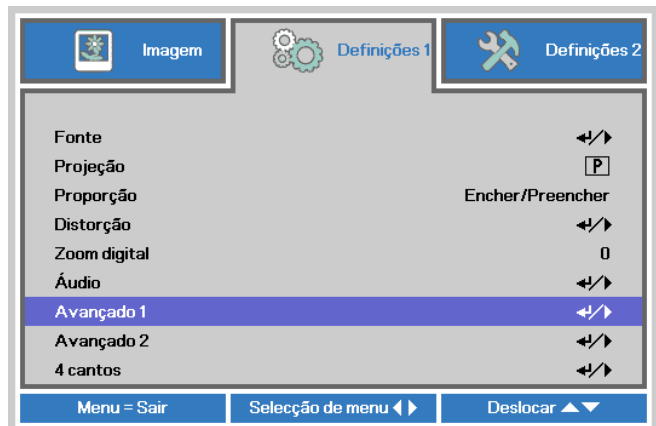 Imagem Definições 1 Definições 2
Fonte
Projeção P
Proporção Encher/Preencher
Distorção
Zoom digital 0
Áudio
Avançado 1
Avançado 2
4 cantos
Menu = Sair Selecção de menu Deslocar